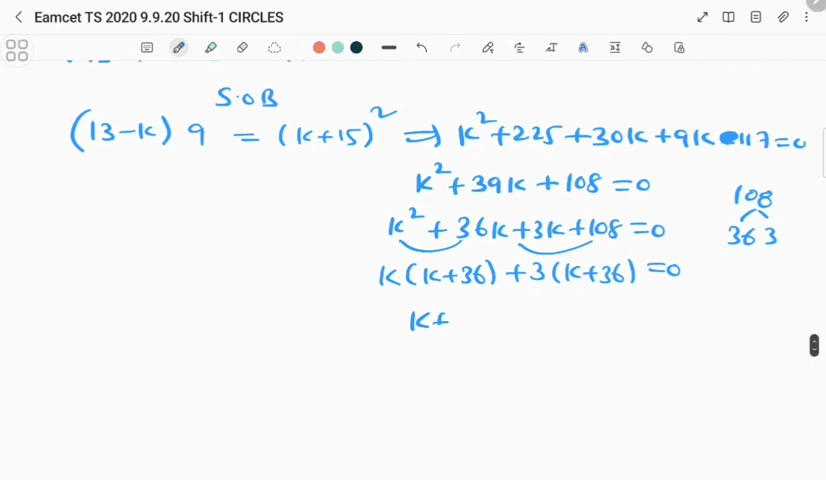 Eamcet TS 2020 9.9.20 Shift-1 CIRCLES
S.O.B
(13-k) 9 = (k+15)² ⇒ k²+225+30k+9k-117=0
k²+39k+108=0
108
k²+36k+3k+108=0
36 3
k(k+36)+3(k+36)=0
k+